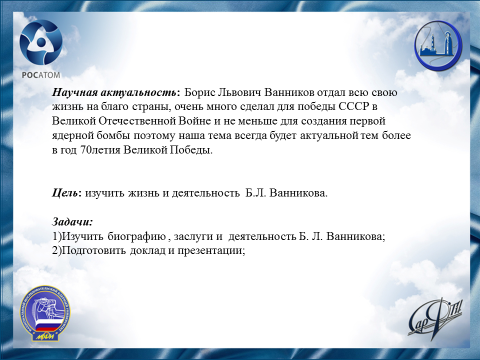 РОСАТОМ
Научная актуальность: Борис Львович Ванников отдал всю свою
жизнь на благо страны, очень много сделал для победы СССР в
Великой Отечественной Войне и не меньше для создания первой
ядерной бомбы поэтому наша тема всегда будет актуальной тем более
в год 70летия Великой Победы.
Цель: изучить жизнь и деятельность Б.Л. Ванникова.
Задачи:
1)Изучить биографию , заслуги и деятельность Б. Л. Ванникова;
2)Подготовить доклад и презентации;
СарФТИ